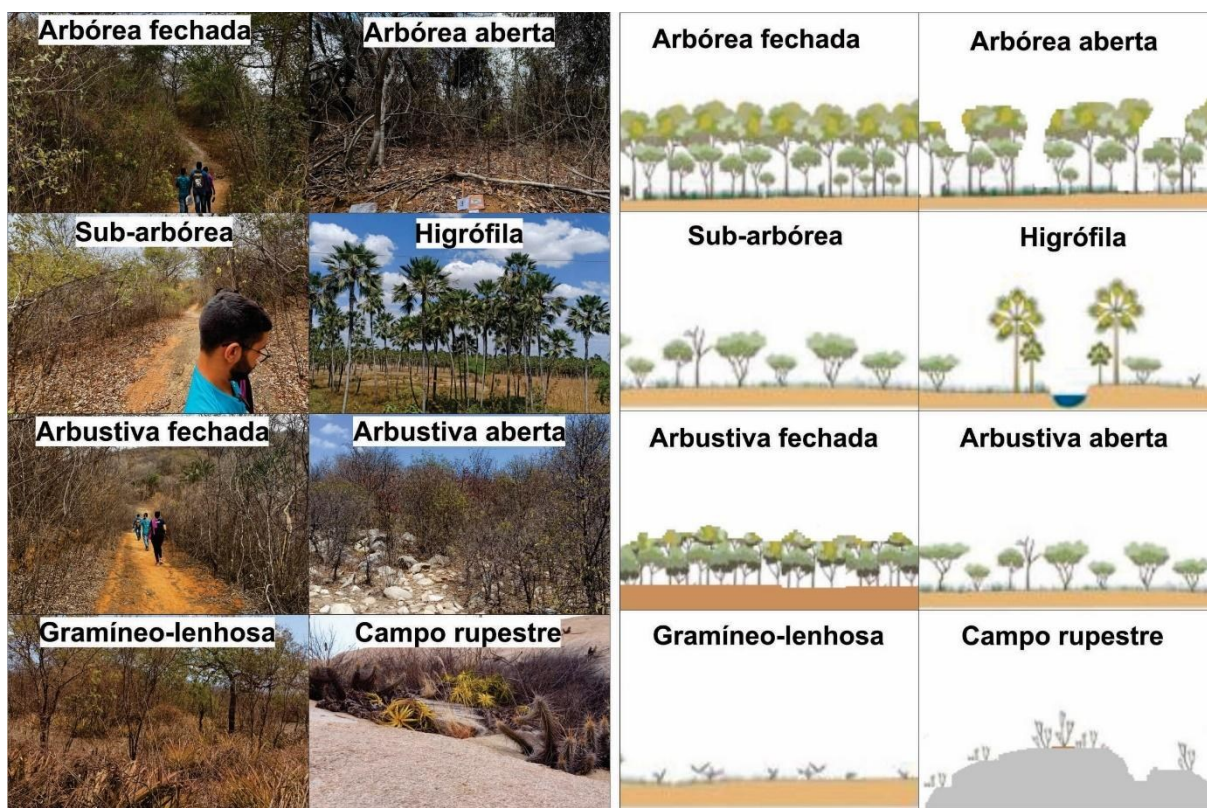 Arbórea fechada
Arbórea aberta
Sub-arbórea
Higrófila
Arbustiva fechada
Arbustiva aberta
Gramíneo-lenhosa
Campo rupestre
Arbórea fechada
Arbórea aberta
Sub-arbórea
Higrófila
Arbustiva fechada
Arbustiva aberta
Gramíneo-lenhosa
Campo rupestre